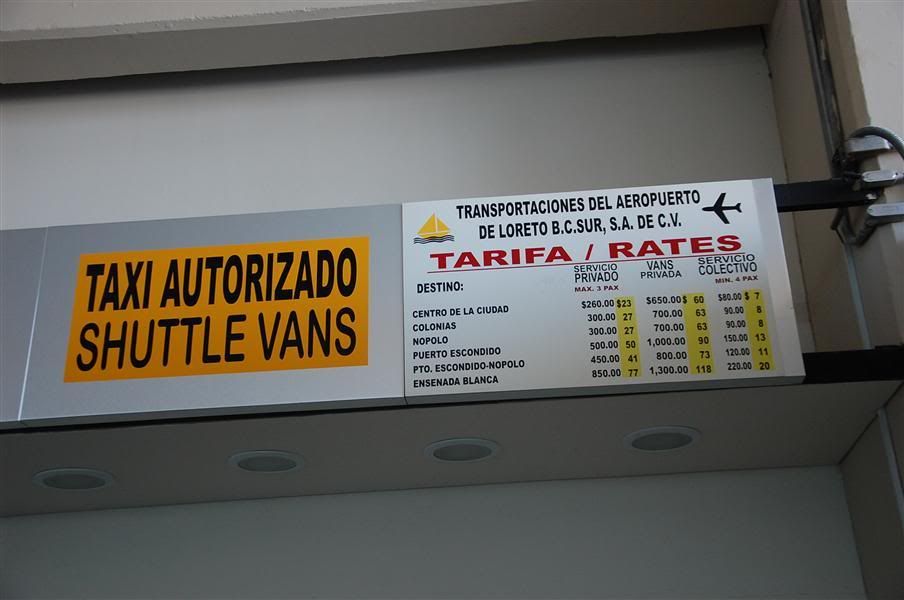 TAXI AUTORIZADO
SHUTTLE VANS
TRANSPORTACIONES DEL AEROPUERTO
DE LORETO B.C.SUR, S.A. DE C.V.
TARIFA / RATES
DESTINO: SERVICIO PRIVADO MAX. 3 PAX VANS PRIVADA SERVICIO COLECTIVO MIN. 4 PAX
CENTRO DE LA CIUDAD $260.00 $23 $650.00 $ 60 $80.00 $ 7
COLONIAS 300.00 27 700.00 63 90.00 8
NOPOLO 300.00 27 700.00 63 90.00 8
PUERTO ESCONDIDO 500.00 50 1,000.00 90 150.00 13
PTO. ESCONDIDO-NOPOLO 450.00 41 800.00 73 120.00 11
ENSENADA BLANCA 850.00 77 1,300.00 118 220.00 20